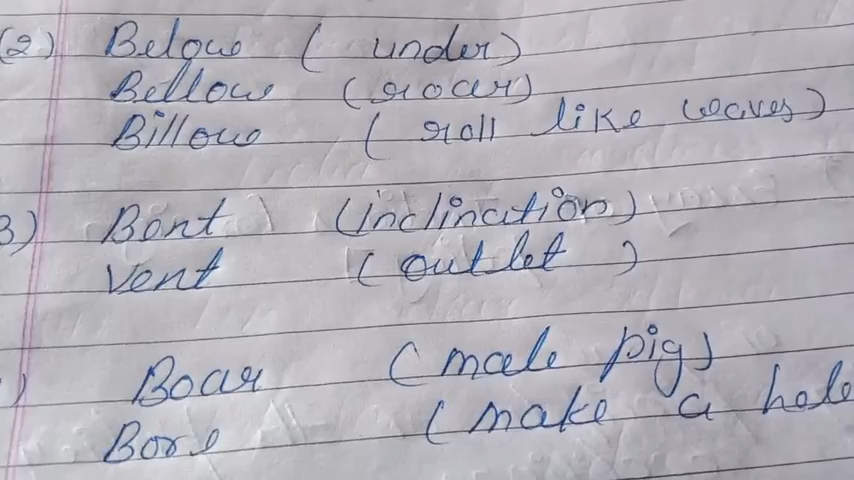 (2) Below ( under)
Bellow (roar)
Billow ( roll like waves)
3) Bent (inclination)
Vent ( outlet )
) Boar (male pig)
Bore (make a hole